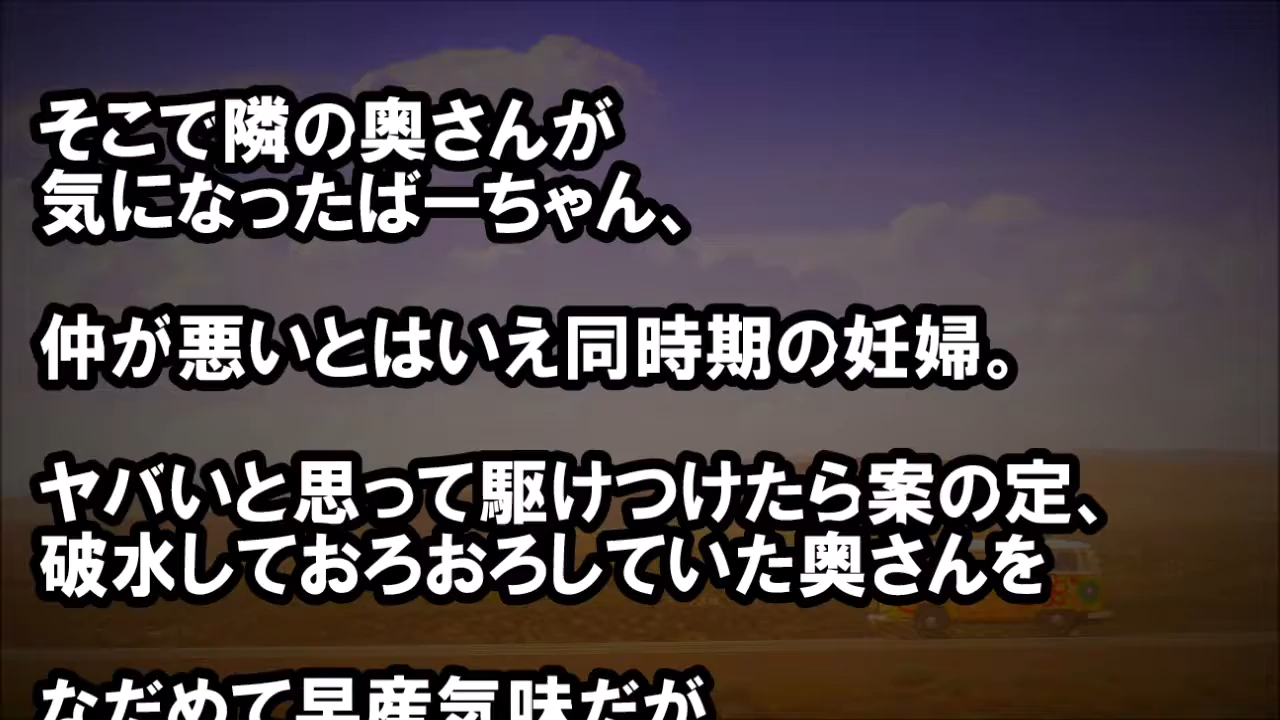 そこで隣の奥さんが
気になったばーちゃん、
仲が悪いとはいえ同時期の妊婦。
ヤバいと思って駆けつけたら案の定、
破水しておろおろしていた奥さんを
なだめて早産気味だが